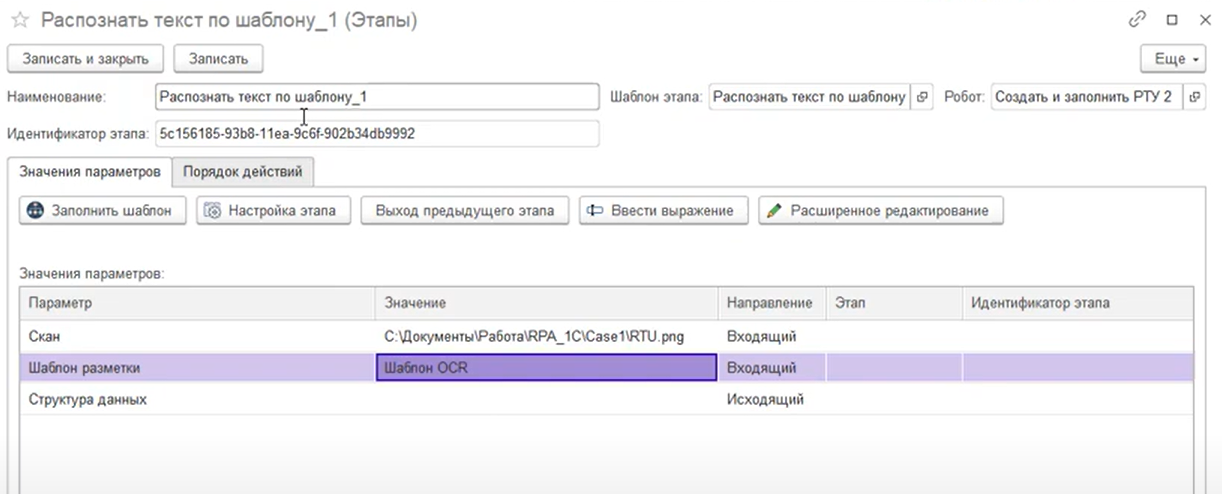 Распознать текст по шаблону_1 (Этапы)
Записать и закрыть Записать Еще
Наименование: Распознать текст по шаблону_1 Шаблон этапа: Распознать текст по шаблону Робот: Создать и заполнить РТУ 2
Идентификатор этапа: 5c156185-93b8-11ea-9c6f-902b34db9992
Значения параметров Порядок действий
Заполнить шаблон Настройка этапа Выход предыдущего этапа Ввести выражение Расширенное редактирование
Значения параметров:
Параметр Значение Направление Этап Идентификатор этапа
Скан C:\Документы\Работа\RPA_1C\Case1\RTU.png Входящий
Шаблон разметки Шаблон OCR Входящий
Структура данных Исходящий